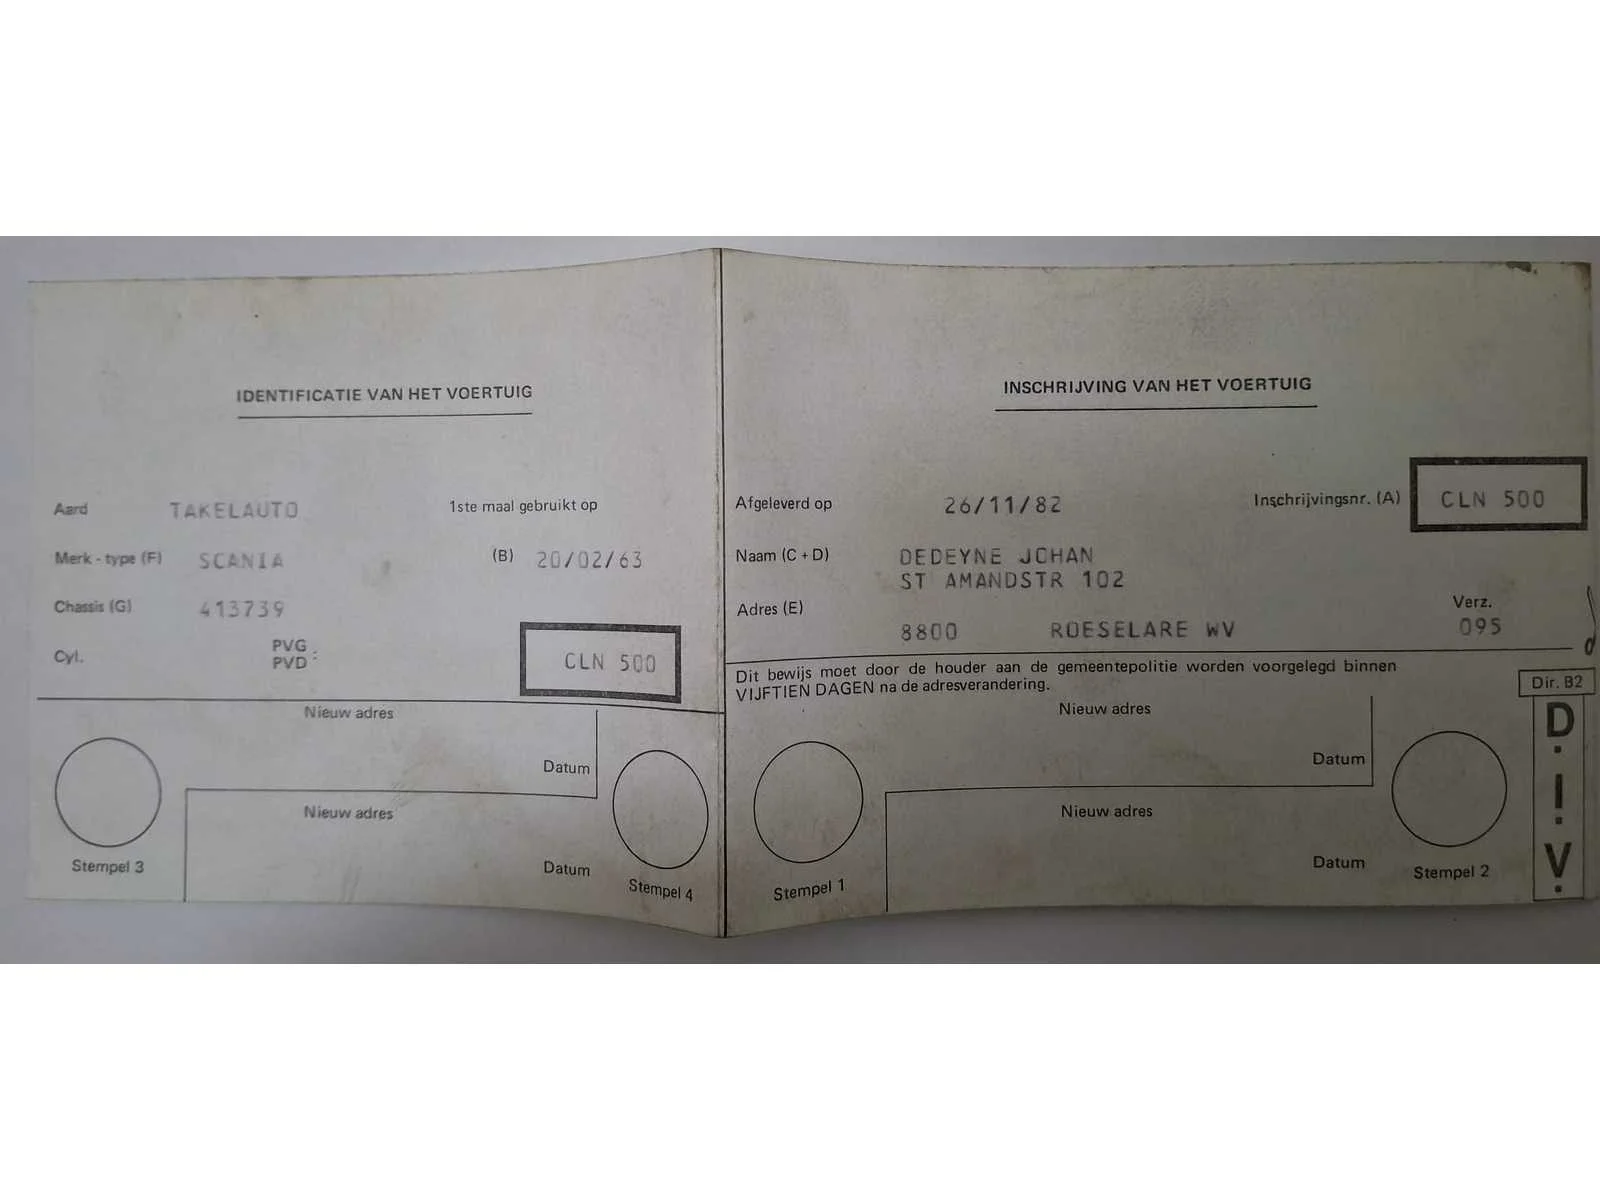 IDENTIFICATIE VAN HET VOERTUIG
Aard TAKELAUTO 1ste maal gebruikt op
Merk - type (F) SCANIA (B) 20/02/63
Chassis (G) 413739
Cyl. PVG :
PVD
CLN 500
Nieuw adres
Datum
Nieuw adres
Datum
Stempel 3
Stempel 4
INSCHRIJVING VAN HET VOERTUIG
Afgeleverd op 26/11/82 Inschrijvingsnr. (A) CLN 500
Naam (C + D) DEDEYNE JOHAN
ST AMANDSTR 102
Adres (E) Verz.
8800 ROESELARE WV 095
Dit bewijs moet door de houder aan de gemeentepolitie worden voorgelegd binnen
VIJFTIEN DAGEN na de adresverandering.
Dir. B2
Nieuw adres
Datum
Nieuw adres
Datum
Stempel 1
Stempel 2
D.I.V.